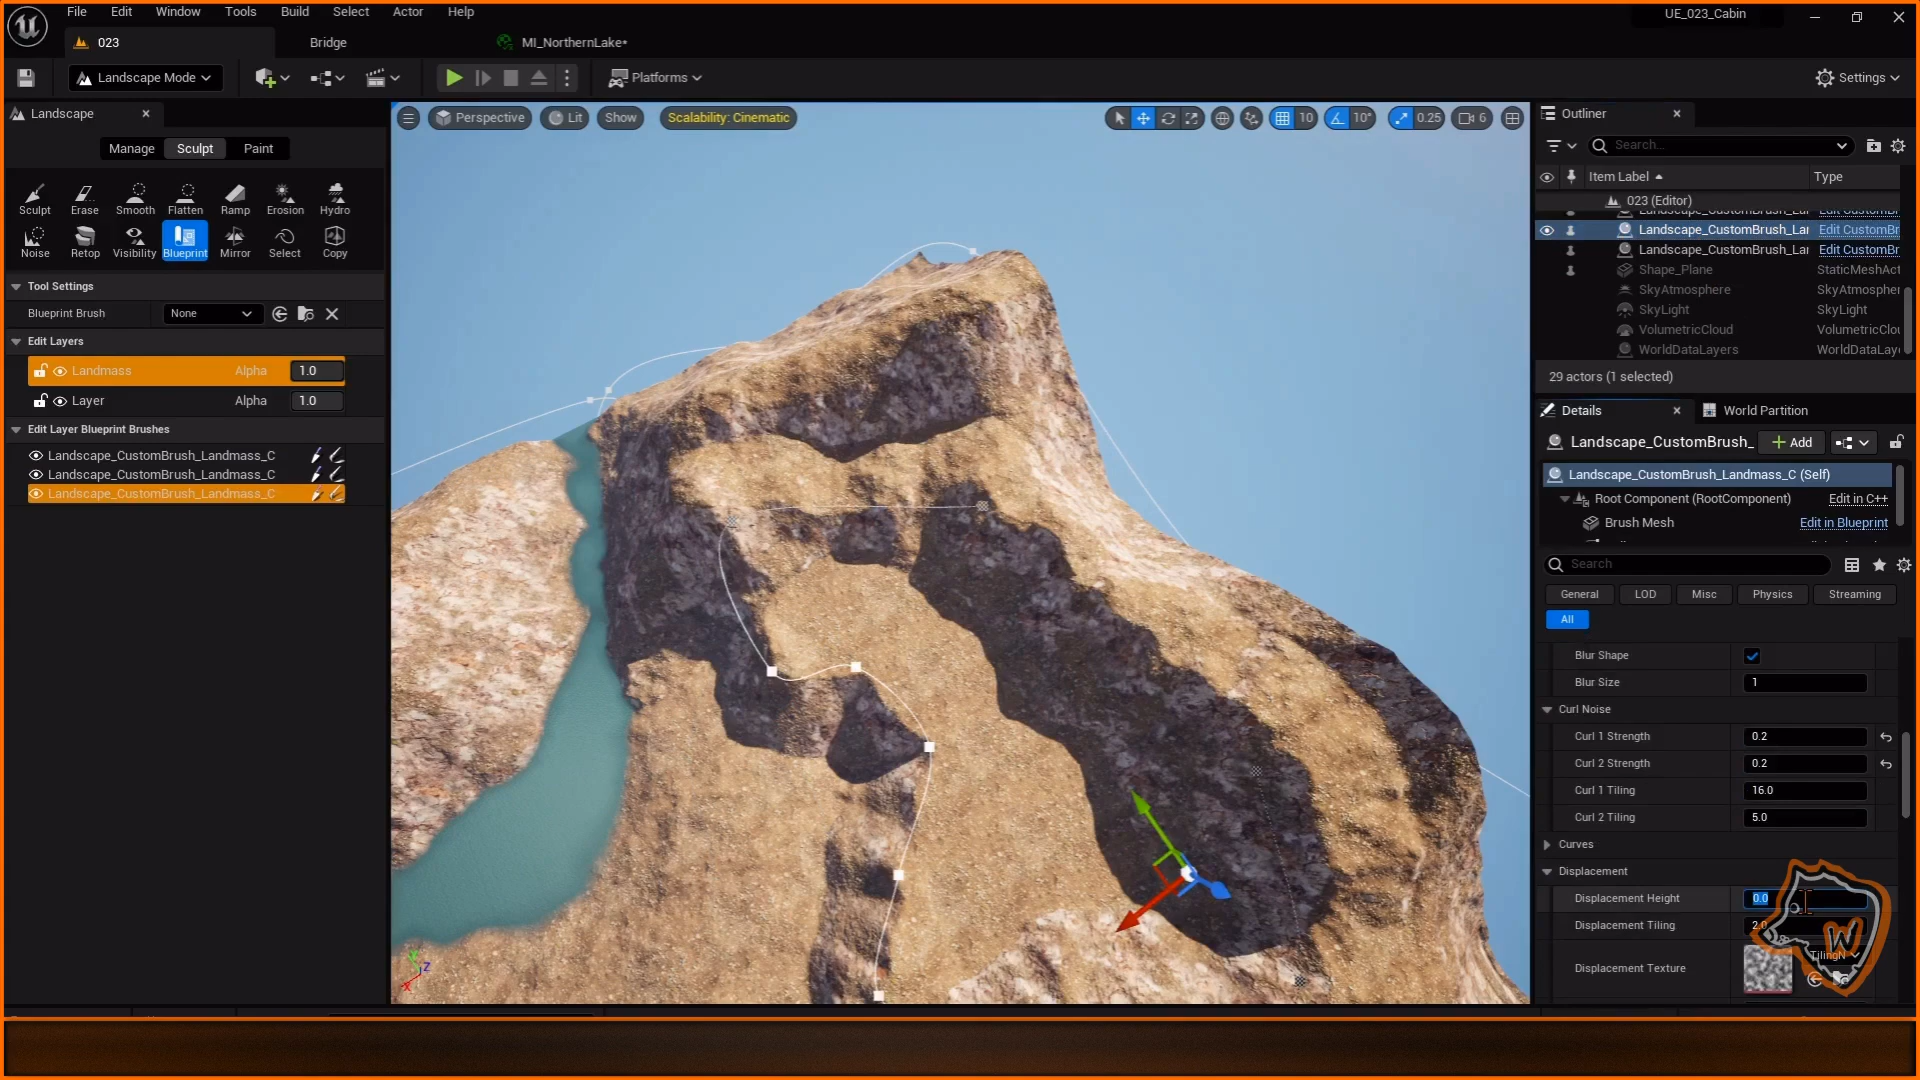 File Edit Window Tools Build Select Actor Help
UE_023_Cabin
023
Bridge
MI_NorthernLake*
Landscape Mode
Platforms
Settings
Landscape
Manage
Sculpt
Paint
Sculpt Erase Smooth Flatten Ramp Erosion Hydro
Noise Retop Visibility Blueprint Mirror Select Copy
Tool Settings
Blueprint Brush
None
Edit Layers
Landmass Alpha 1.0
Layer Alpha 1.0
Edit Layer Blueprint Brushes
Landscape_CustomBrush_Landmass_C
Landscape_CustomBrush_Landmass_C
Landscape_CustomBrush_Landmass_C
Perspective
Lit
Show
Scalability: Cinematic
10
10°
0.25
6
Z
X
Outliner
Search...
Item Label
Type
023 (Editor)
Landscape_CustomBrush_Lar Edit CustomBr
Landscape_CustomBrush_Lar Edit CustomBr
Landscape_CustomBrush_Lar Edit CustomBr
Shape_Plane StaticMeshAct
SkyAtmosphere SkyAtmospher
SkyLight SkyLight
VolumetricCloud VolumetricClou
WorldDataLayers WorldDataLaye
29 actors (1 selected)
Details
World Partition
Landscape_CustomBrush_
Add
Landscape_CustomBrush_Landmass_C (Self)
Root Component (RootComponent) Edit in C++
Brush Mesh Edit in Blueprint
Search
General LOD Misc Physics Streaming
All
Blur Shape
Blur Size 1
Curl Noise
Curl 1 Strength 0.2
Curl 2 Strength 0.2
Curl 1 Tiling 16.0
Curl 2 Tiling 5.0
Curves
Displacement
Displacement Height 0.0
Displacement Tiling 2.0
Displacement Texture
TilingN
W